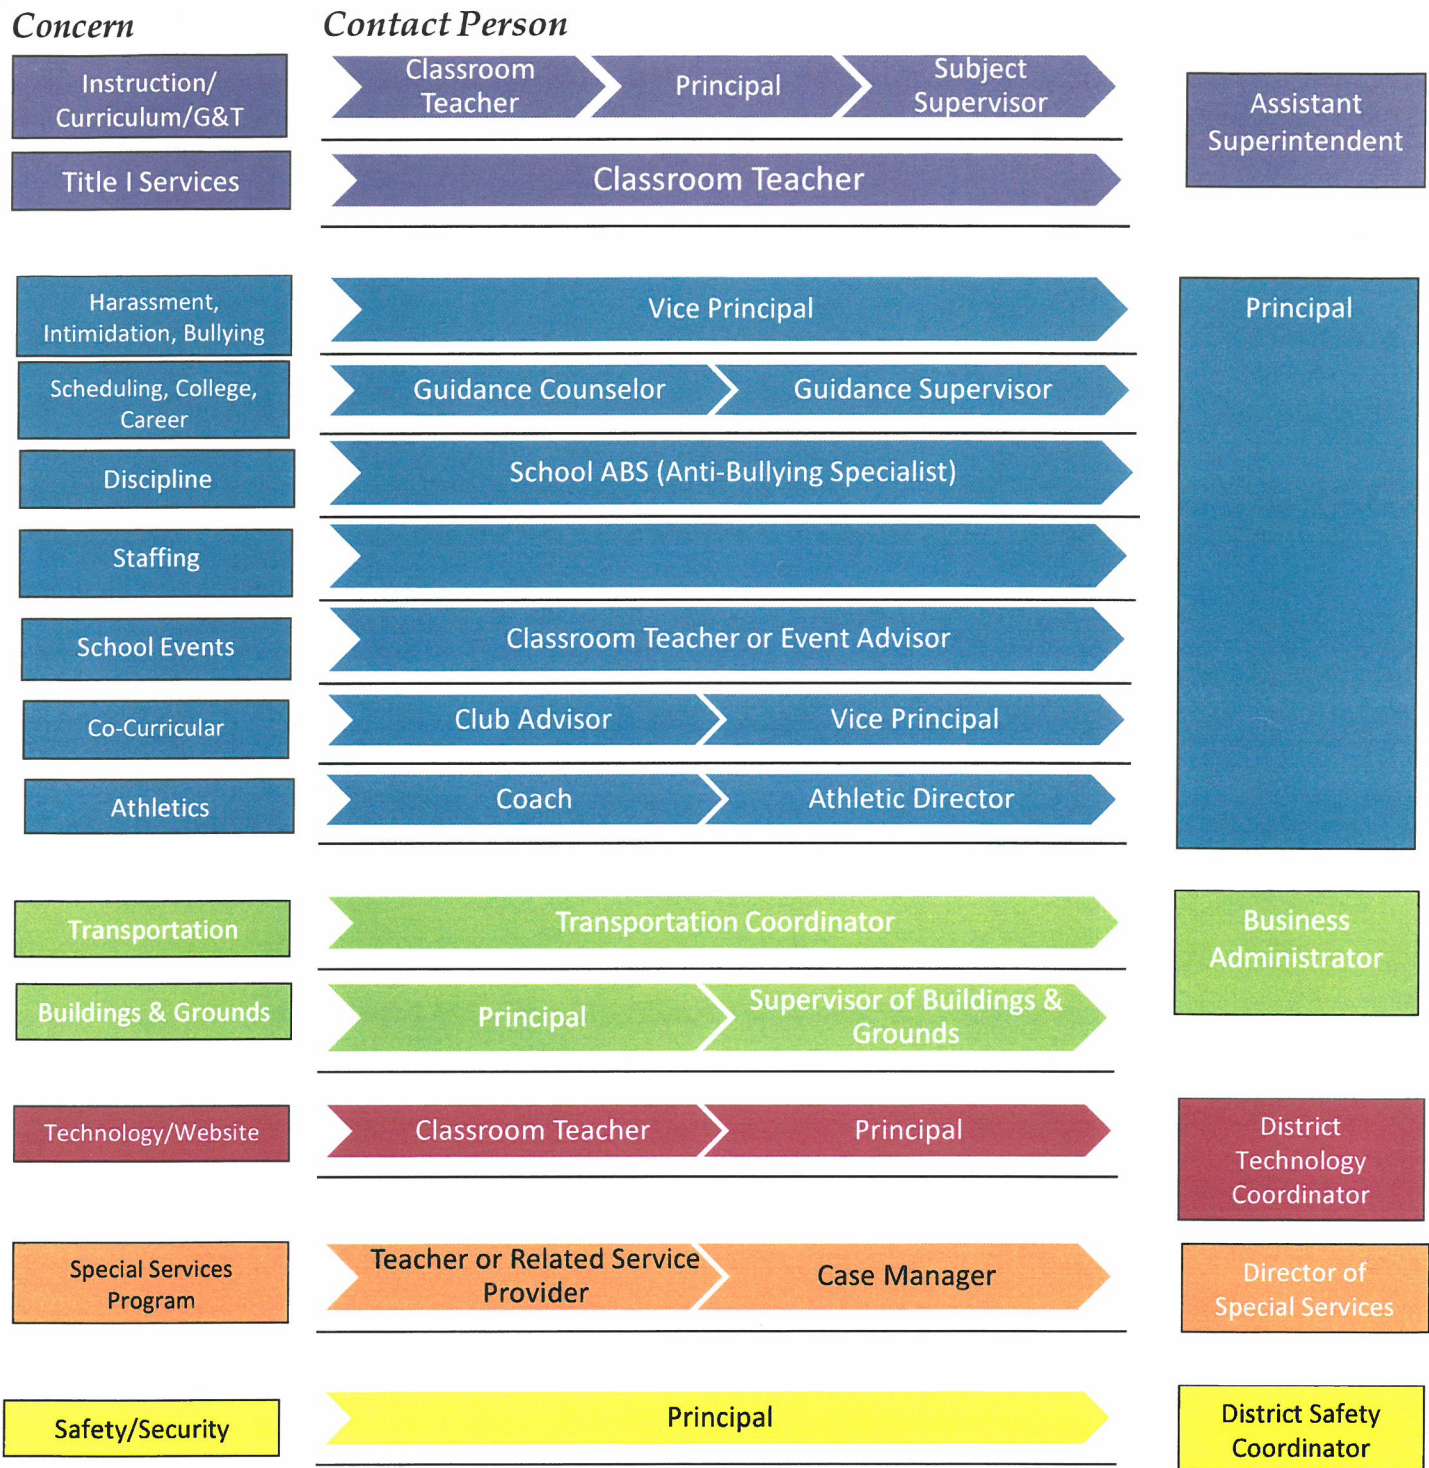 Concern
Contact Person
Instruction/
Curriculum/G&T
Classroom
Teacher
Principal
Subject
Supervisor
Assistant
Superintendent
Title I Services
Classroom Teacher
Harassment,
Intimidation, Bullying
Vice Principal
Principal
Scheduling, College,
Career
Guidance Counselor
Guidance Supervisor
Discipline
School ABS (Anti-Bullying Specialist)
Staffing
School Events
Classroom Teacher or Event Advisor
Co-Curricular
Club Advisor
Vice Principal
Athletics
Coach
Athletic Director
Transportation
Transportation Coordinator
Business
Administrator
Buildings & Grounds
Principal
Supervisor of Buildings &
Grounds
Technology/Website
Classroom Teacher
Principal
District
Technology
Coordinator
Special Services
Program
Teacher or Related Service
Provider
Case Manager
Director of
Special Services
Safety/Security
Principal
District Safety
Coordinator